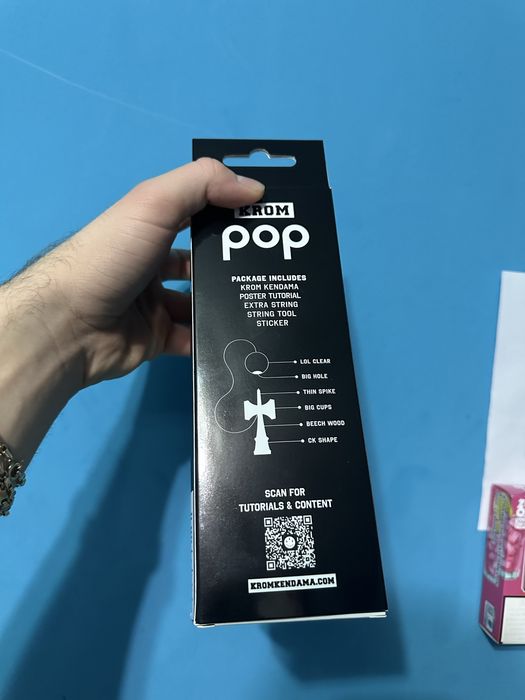 KROM
pop
PACKAGE INCLUDES
KROM KENDAMA
POSTER TUTORIAL
EXTRA STRING
STRING TOOL
STICKER
LOL CLEAR
BIG HOLE
THIN SPIKE
BIG CUPS
BEECH WOOD
CK SHAPE
SCAN FOR
TUTORIALS & CONTENT
KROMKENDAMA.COM